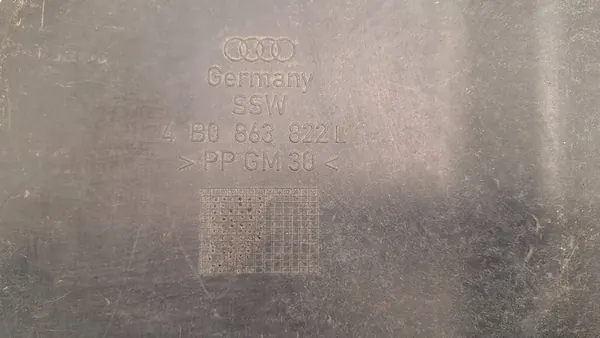 Germany
SSW
4 B0 863 822 L
> PP GM 30 <